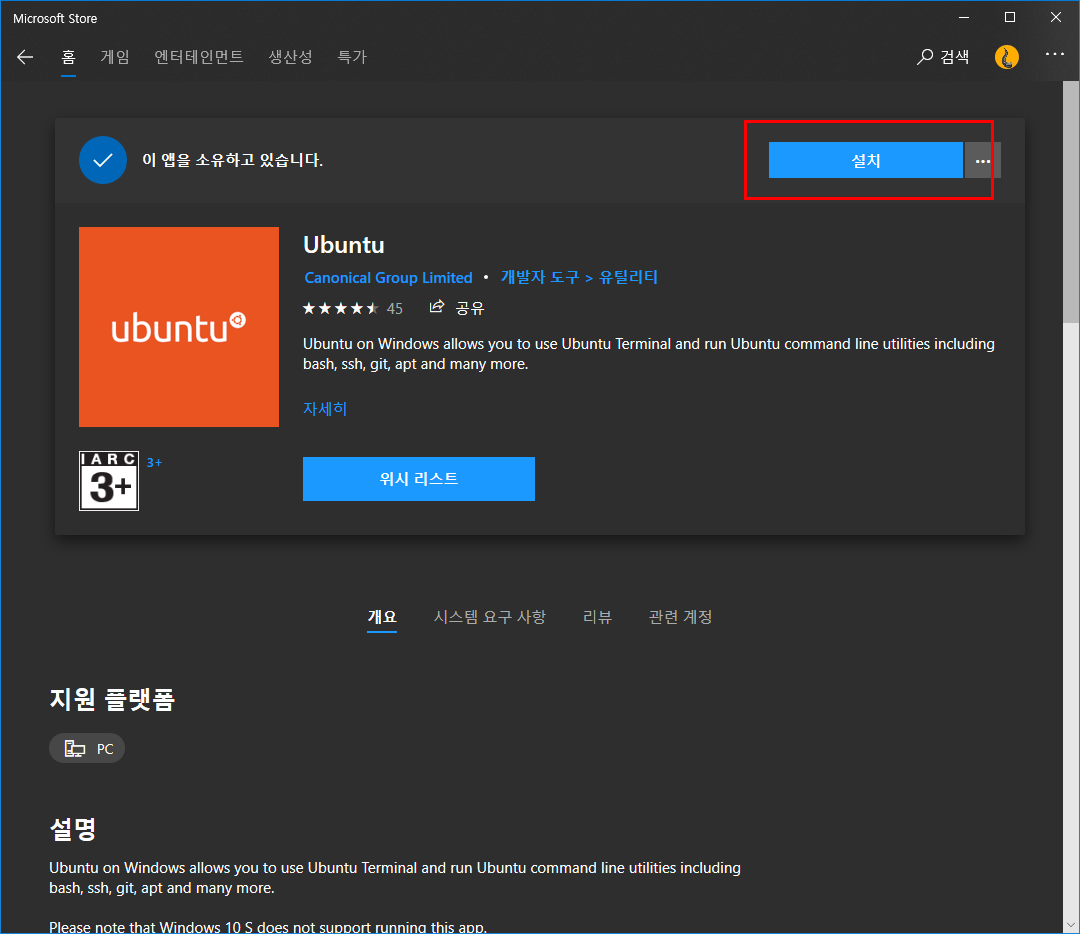 Microsoft Store
홈 게임 엔터테인먼트 생산성 특가 검색
이 앱을 소유하고 있습니다. 설치
ubuntu
Ubuntu
Canonical Group Limited • 개발자 도구 > 유틸리티
45 공유
Ubuntu on Windows allows you to use Ubuntu Terminal and run Ubuntu command line utilities including
bash, ssh, git, apt and many more.
자세히
IARC
3+
3+
위시 리스트
개요 시스템 요구 사항 리뷰 관련 계정
지원 플랫폼
PC
설명
Ubuntu on Windows allows you to use Ubuntu Terminal and run Ubuntu command line utilities including
bash, ssh, git, apt and many more.
Please note that Windows 10 S does not support running this app.